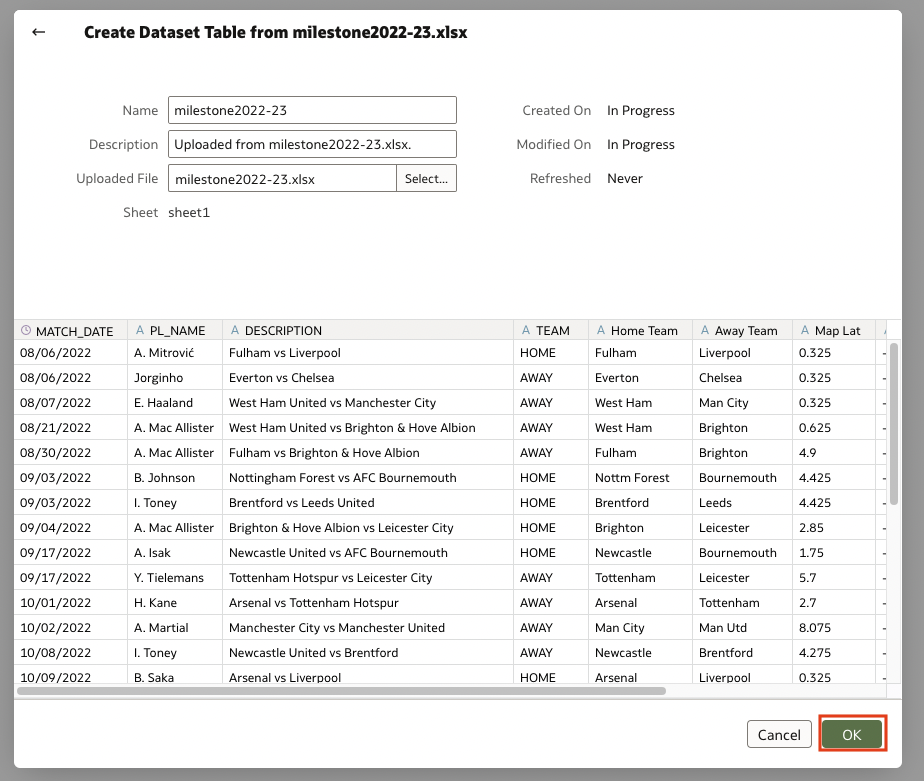 ← Create Dataset Table from milestone2022-23.xlsx
Name milestone2022-23 Created On In Progress
Description Uploaded from milestone2022-23.xlsx. Modified On In Progress
Uploaded File milestone2022-23.xlsx Select... Refreshed Never
Sheet sheet1
MATCH_DATE A PL_NAME A DESCRIPTION A TEAM A Home Team A Away Team A Map Lat
08/06/2022 A. Mitrović Fulham vs Liverpool HOME Fulham Liverpool 0.325 -
08/06/2022 Jorginho Everton vs Chelsea AWAY Everton Chelsea 0.325 -
08/07/2022 E. Haaland West Ham United vs Manchester City AWAY West Ham Man City 0.325 -
08/21/2022 A. Mac Allister West Ham United vs Brighton & Hove Albion AWAY West Ham Brighton 0.625 -
08/30/2022 A. Mac Allister Fulham vs Brighton & Hove Albion AWAY Fulham Brighton 4.9 -
09/03/2022 B. Johnson Nottingham Forest vs AFC Bournemouth HOME Nottm Forest Bournemouth 4.425 -
09/03/2022 I. Toney Brentford vs Leeds United HOME Brentford Leeds 4.425 -
09/04/2022 A. Mac Allister Brighton & Hove Albion vs Leicester City HOME Brighton Leicester 2.85 -
09/17/2022 A. Isak Newcastle United vs AFC Bournemouth HOME Newcastle Bournemouth 1.75 -
09/17/2022 Y. Tielemans Tottenham Hotspur vs Leicester City AWAY Tottenham Leicester 5.7 -
10/01/2022 H. Kane Arsenal vs Tottenham Hotspur AWAY Arsenal Tottenham 2.7 -
10/02/2022 A. Martial Manchester City vs Manchester United AWAY Man City Man Utd 8.075 -
10/08/2022 I. Toney Newcastle United vs Brentford AWAY Newcastle Brentford 4.275 -
10/09/2022 B. Saka Arsenal vs Liverpool HOME Arsenal Liverpool 0.325 -
Cancel OK